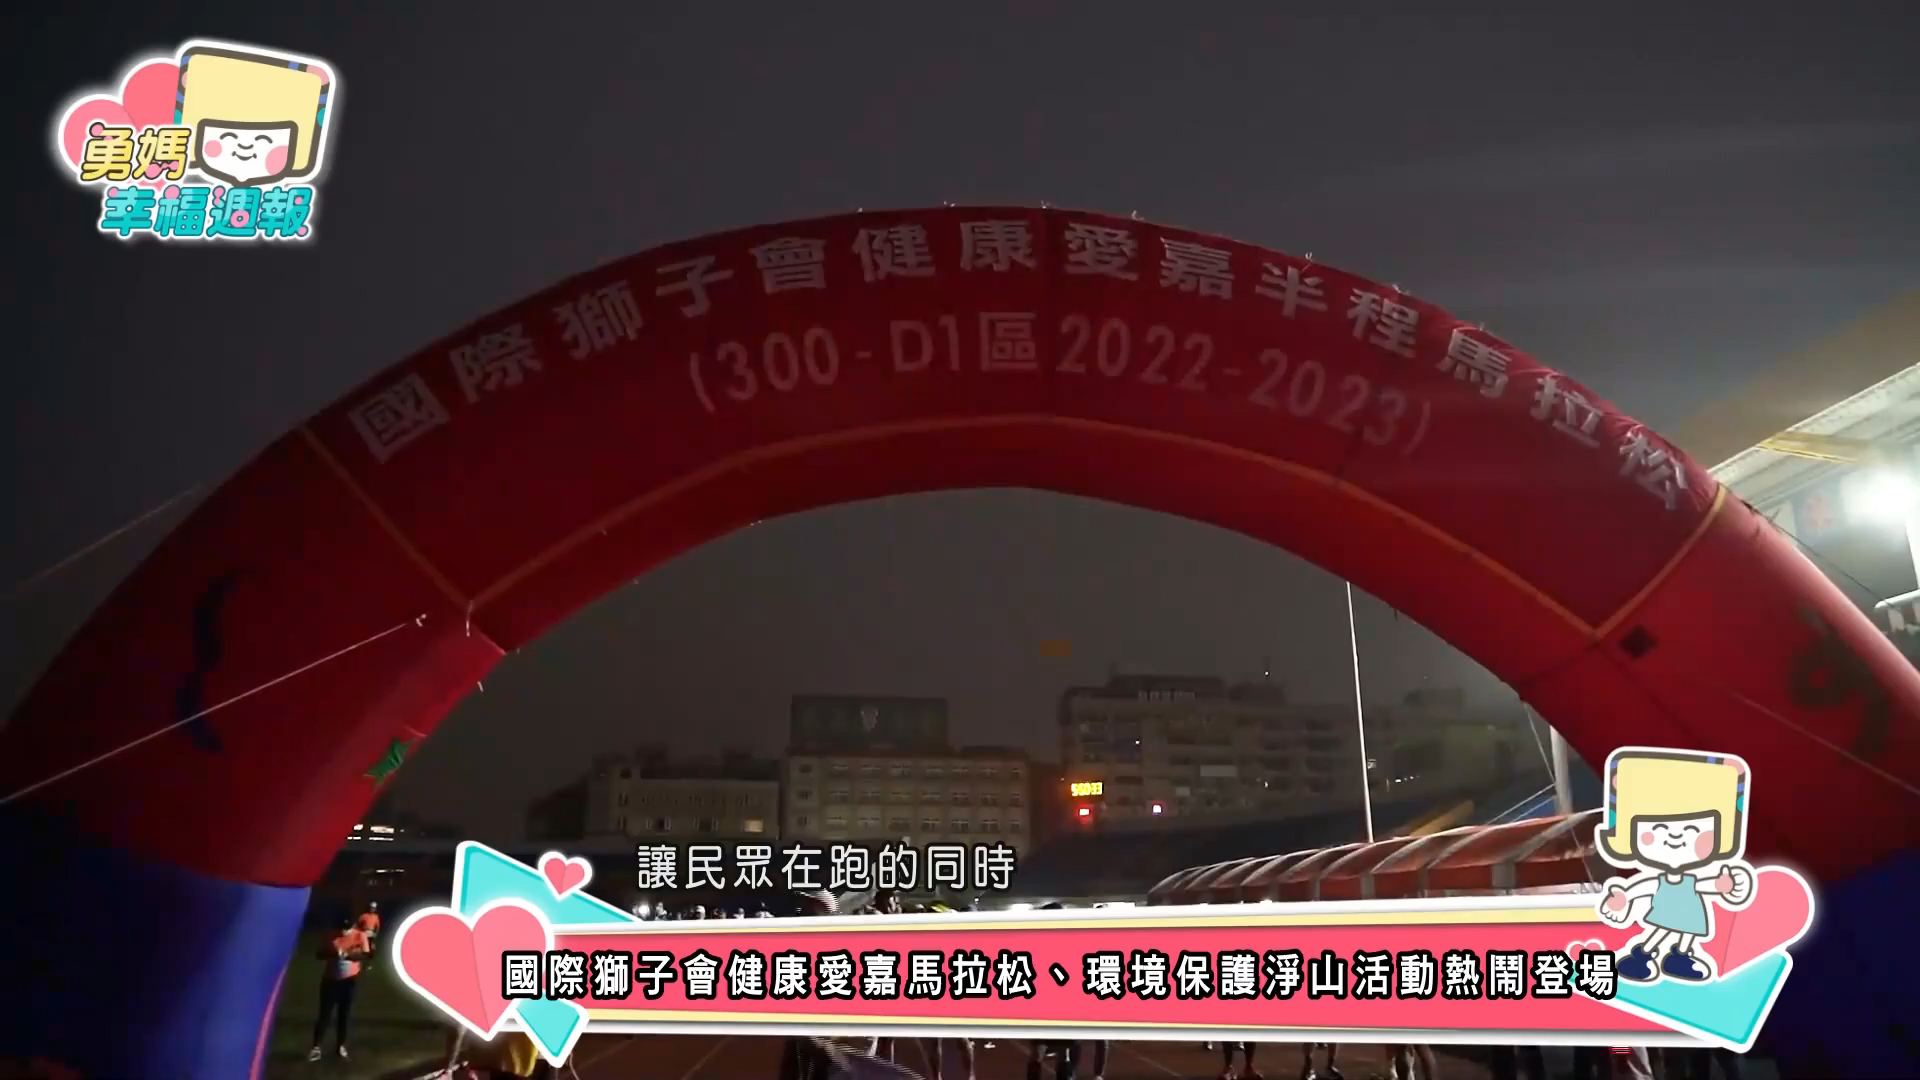 勇媽
幸福週報
國際獅子會健康愛嘉半程馬拉松
(300-D1區2022-2023)
讓民眾在跑的同時
國際獅子會健康愛嘉馬拉松、環境保護淨山活動熱鬧登場